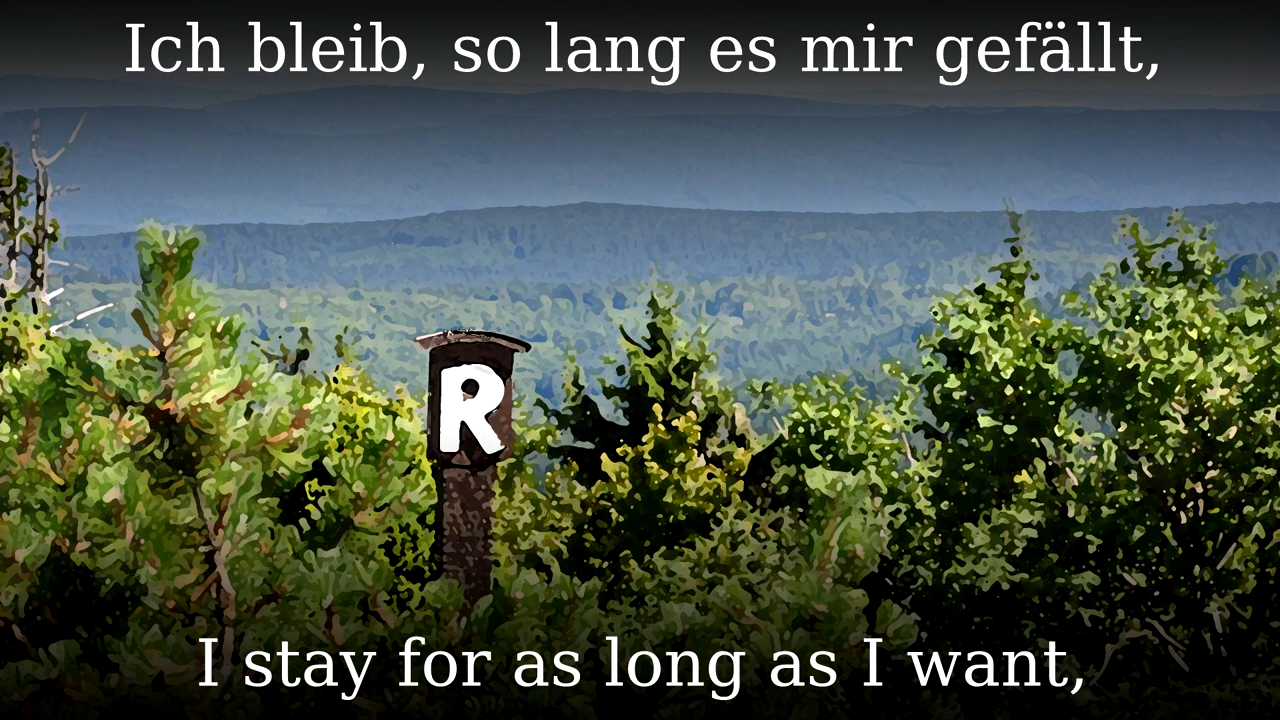 Ich bleib, so lang es mir gefällt,
R
I stay for as long as I want,